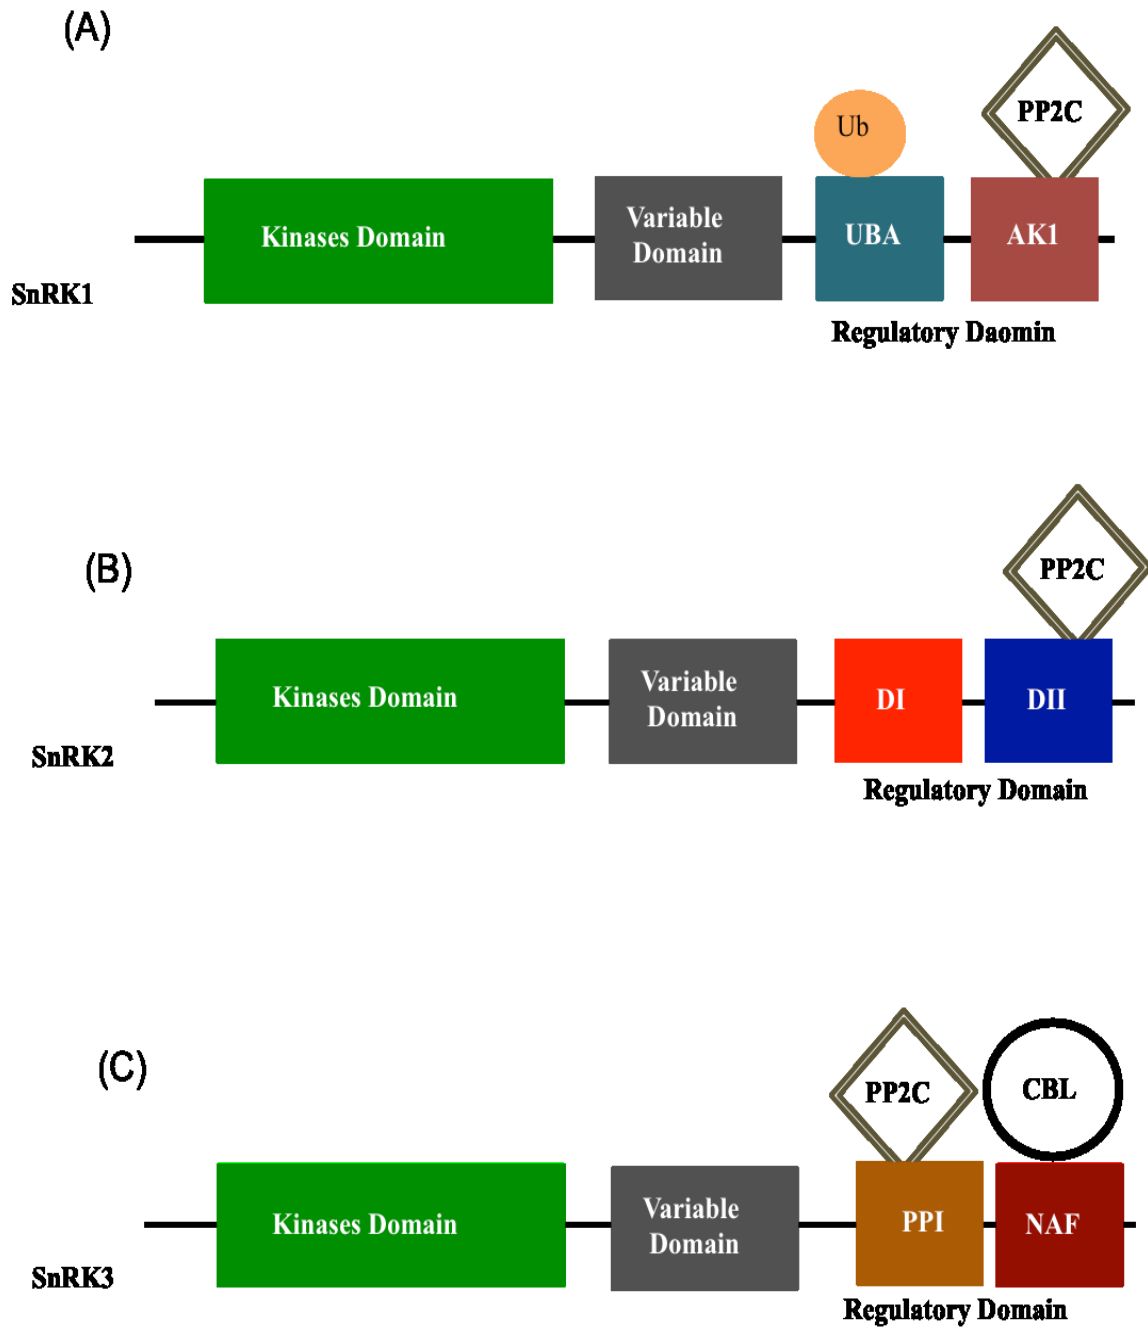 (A)
PP2C
Ub
Kinases Domain
Variable
Domain
UBA
AK1
SnRK1
Regulatory Daomin
(B)
PP2C
Kinases Domain
Variable
Domain
DI
DII
SnRK2
Regulatory Domain
(C)
PP2C
CBL
Kinases Domain
Variable
Domain
PPI
NAF
SnRK3
Regulatory Domain